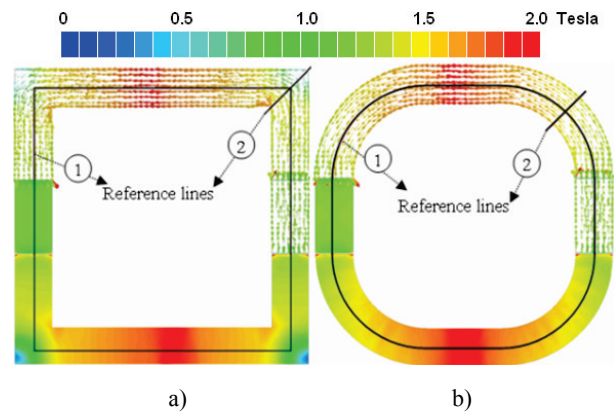 0 0.5 1.0 1.5 2.0 Tesla
1 2 1 2
Reference lines Reference lines
a) b)